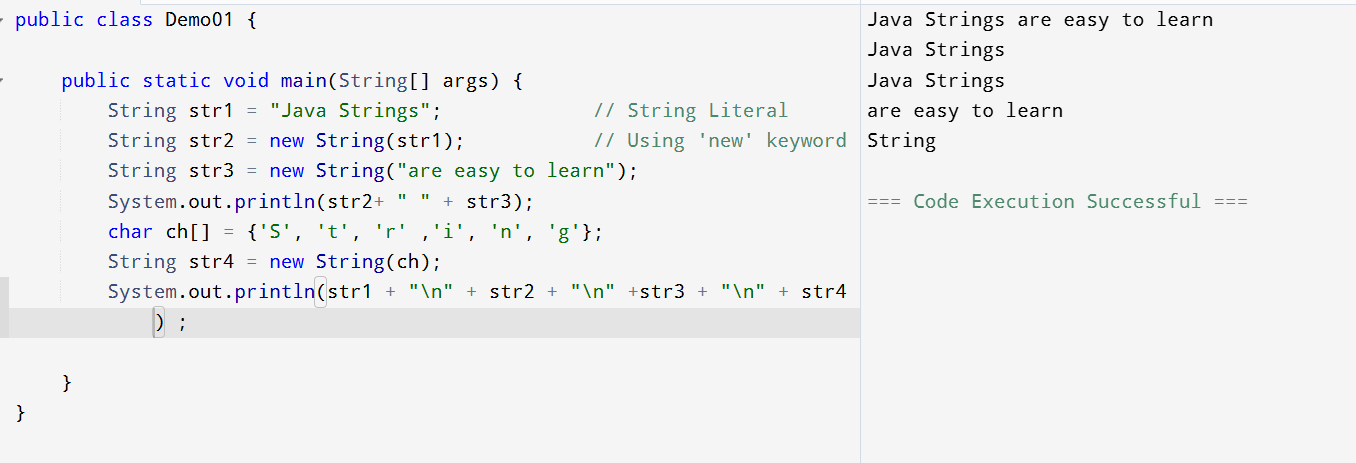 public class Demo01 {
public static void main(String[] args) {
String str1 = "Java Strings"; // String Literal
String str2 = new String(str1); // Using 'new' keyword
String str3 = new String("are easy to learn");
System.out.println(str2+ " " + str3);
char ch[] = {'S', 't', 'r' ,'i', 'n', 'g'};
String str4 = new String(ch);
System.out.println(str1 + "\n" + str2 + "\n" +str3 + "\n" + str4
) ;
}
}
Java Strings are easy to learn
Java Strings
Java Strings
are easy to learn
String
=== Code Execution Successful ===